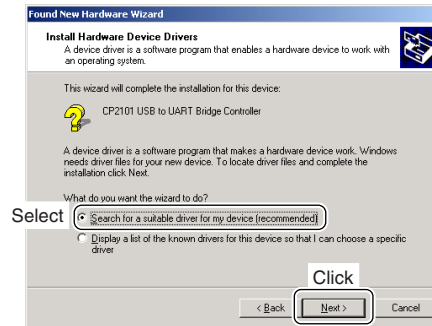 Found New Hardware Wizard
Install Hardware Device Drivers
A device driver is a software program that enables a hardware device to work with
an operating system.
This wizard will complete the installation for this device:
CP2101 USB to UART Bridge Controller
A device driver is a software program that makes a hardware device work. Windows
needs driver files for your new device. To locate driver files and complete the
installation click Next.
What do you want the wizard to do?
Select
Search for a suitable driver for my device (recommended)
Display a list of the known drivers for this device so that I can choose a specific
driver
Click
< Back
Next >
Cancel